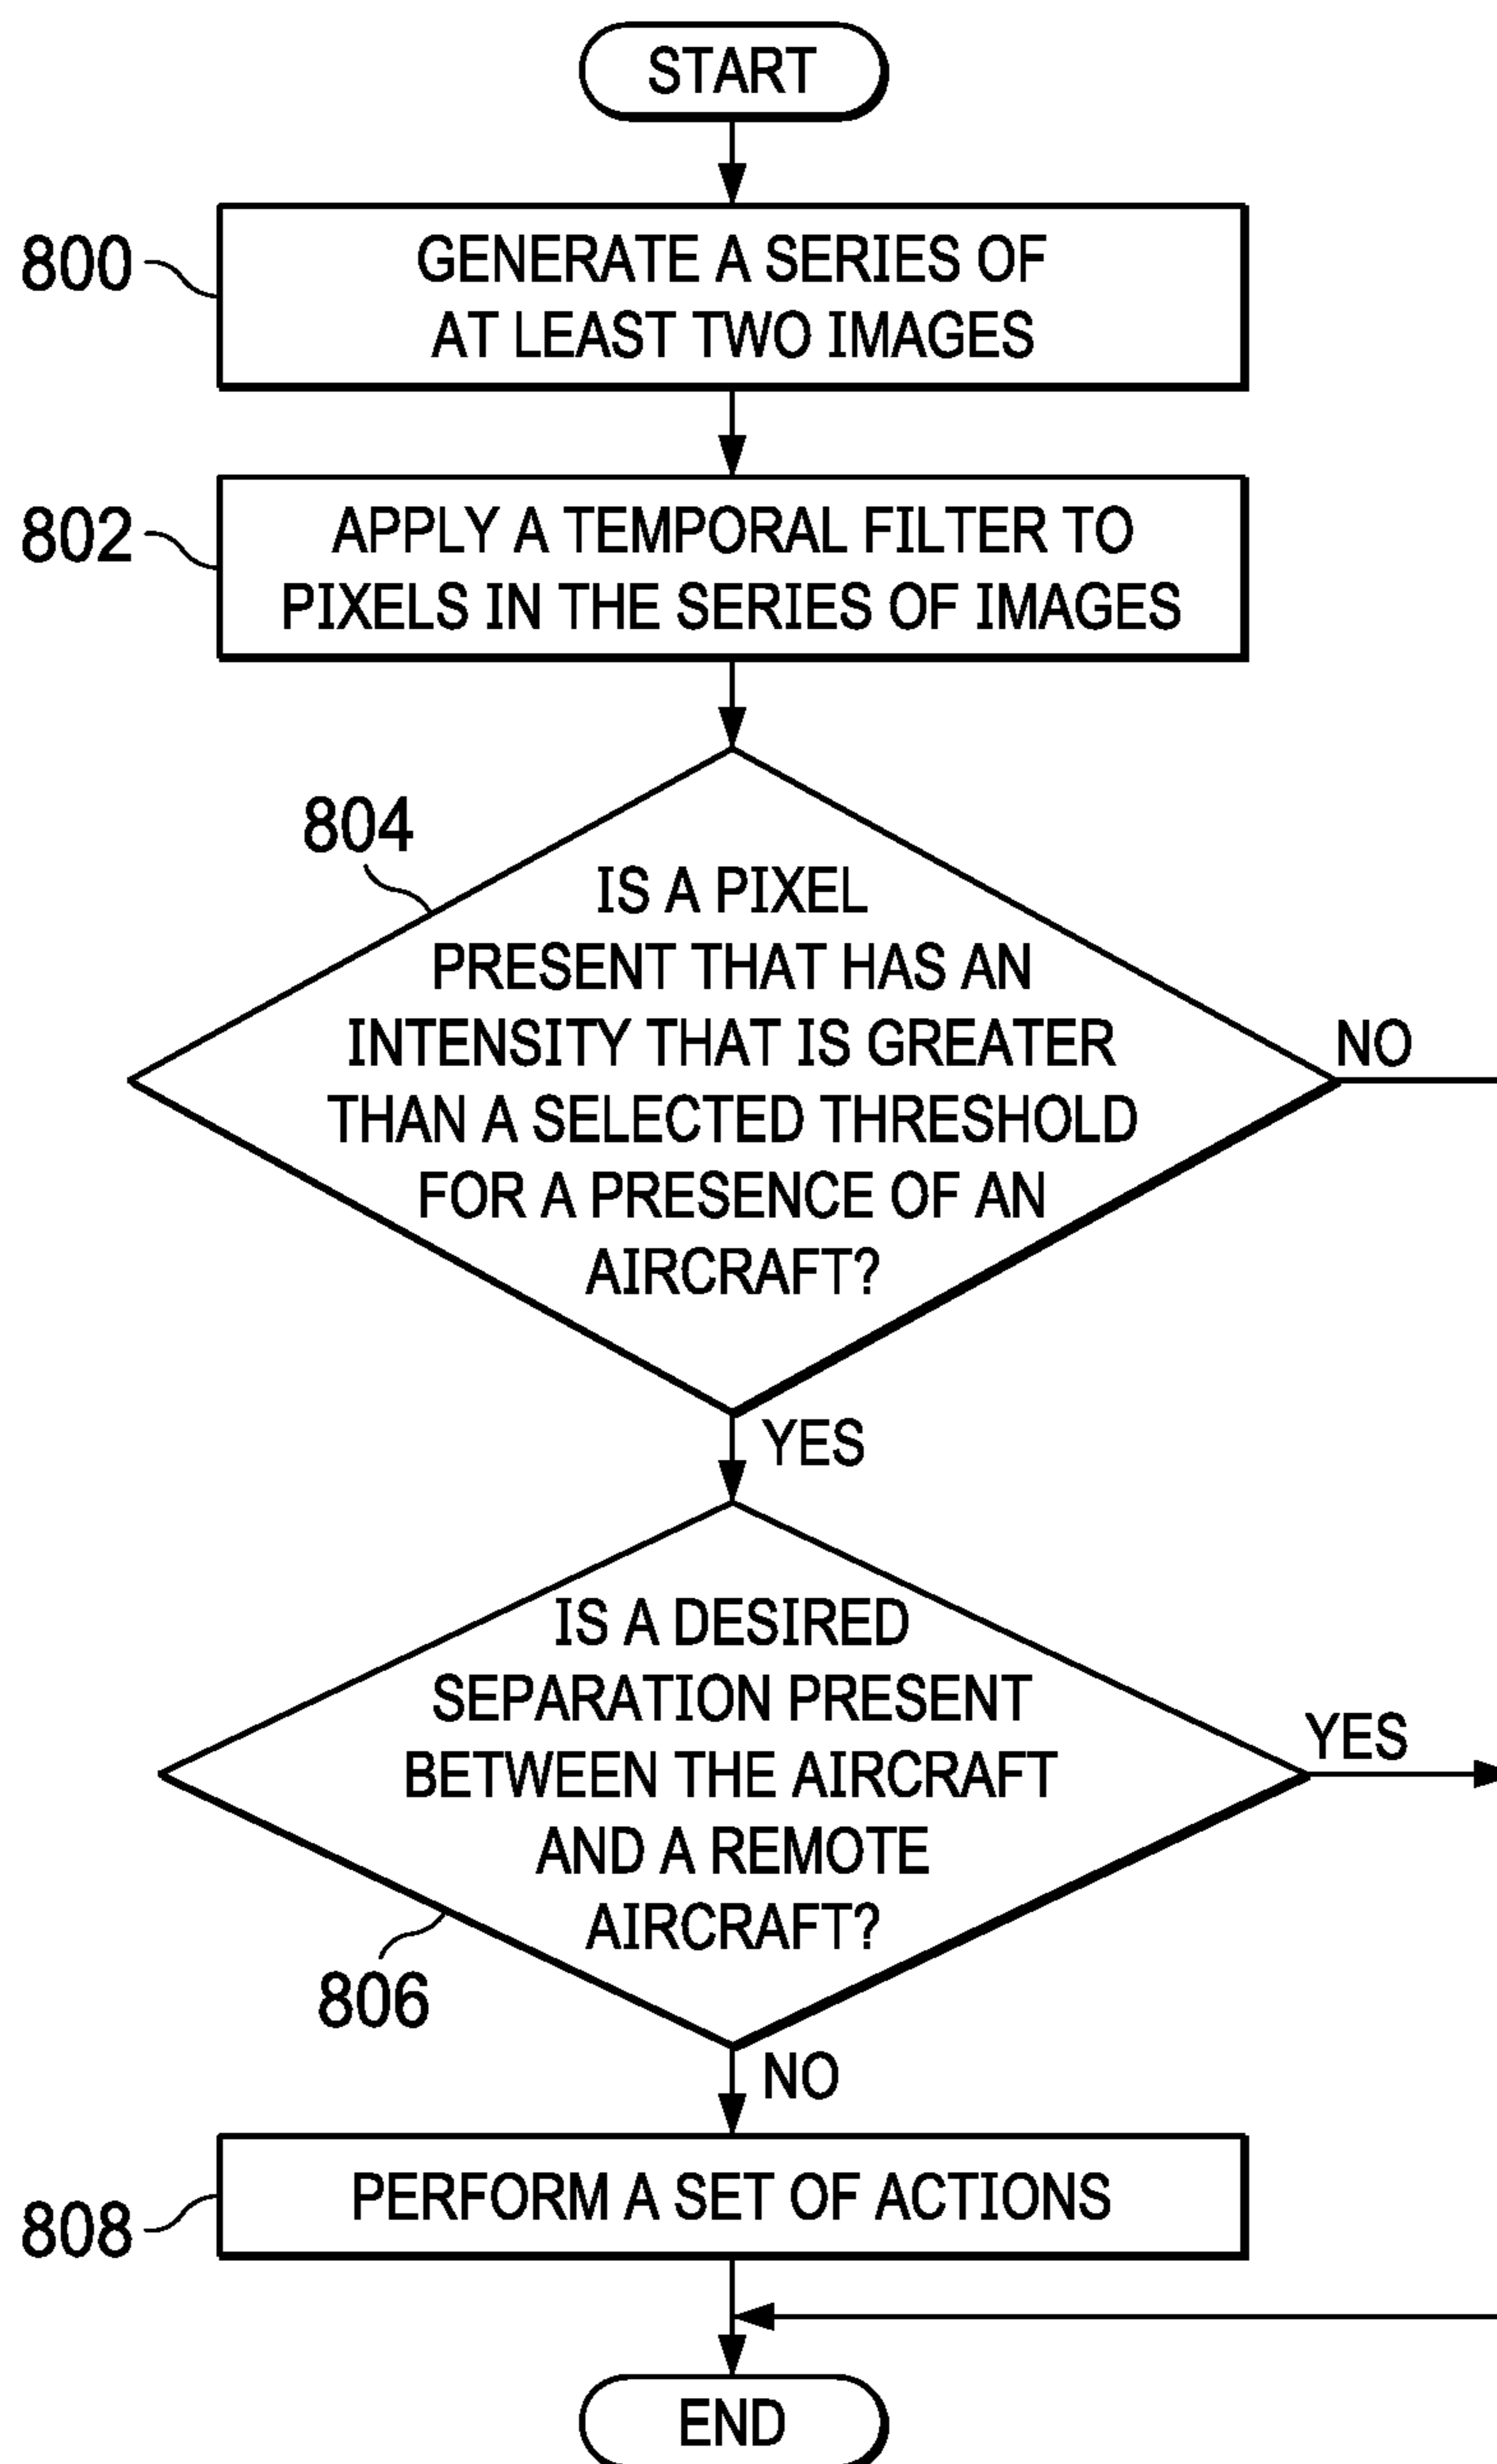 START
800
GENERATE A SERIES OF
AT LEAST TWO IMAGES
802
APPLY A TEMPORAL FILTER TO
PIXELS IN THE SERIES OF IMAGES
804
IS A PIXEL
PRESENT THAT HAS AN
INTENSITY THAT IS GREATER
THAN A SELECTED THRESHOLD
FOR A PRESENCE OF AN
AIRCRAFT?
NO
YES
IS A DESIRED
SEPARATION PRESENT
BETWEEN THE AIRCRAFT
AND A REMOTE
AIRCRAFT?
YES
806
NO
808
PERFORM A SET OF ACTIONS
END